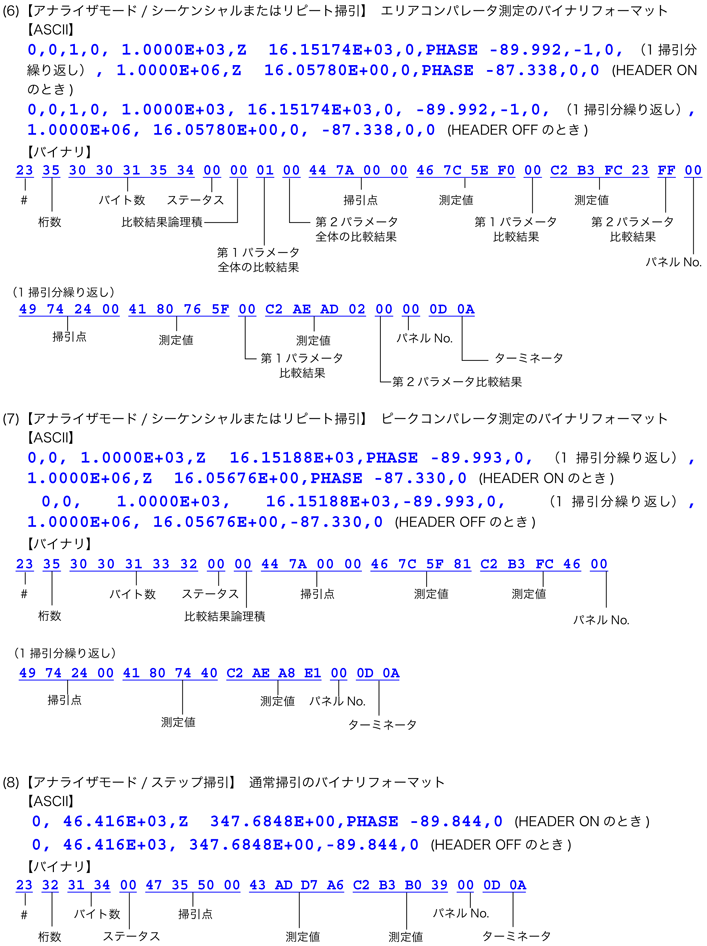 (6)【アナライザモード / シーケンシャルまたはリピート掃引】 エリアコンパレータ測定のバイナリフォーマット
【ASCII】
0,0,1,0, 1.0000E+03,Z  16.15174E+03,0,PHASE -89.992,-1,0, （1 掃引分
繰り返し）, 1.0000E+06,Z  16.05780E+00,0,PHASE -87.338,0,0 (HEADER ON
のとき)
0,0,1,0, 1.0000E+03, 16.15174E+03,0, -89.992,-1,0, （1 掃引分繰り返し）,
1.0000E+06, 16.05780E+00,0, -87.338,0,0 (HEADER OFF のとき)
【バイナリ】
23 35 30 30 31 35 34 00 00 01 00 44 7A 00 00 46 7C 5E F0 00 C2 B3 FC 23 FF 00
# バイト数 ステータス 掃引点 測定値 測定値
桁数 比較結果論理積 第 2 パラメータ 第 1 パラメータ 第 2 パラメータ
全体の比較結果 比較結果 比較結果
第 1 パラメータ
全体の比較結果 パネル No.
（1 掃引分繰り返し）
49 74 24 00 41 80 76 5F 00 C2 AE AD 02 00 00 0D 0A
掃引点 測定値 測定値 パネル No.
第 1 パラメータ ターミネータ
比較結果
第 2 パラメータ比較結果
(7)【アナライザモード / シーケンシャルまたはリピート掃引】 ピークコンパレータ測定のバイナリフォーマット
【ASCII】
0,0, 1.0000E+03,Z  16.15188E+03,PHASE -89.993,0, （1 掃引分繰り返し）,
1.0000E+06,Z  16.05676E+00,PHASE -87.330,0 (HEADER ON のとき)
0,0, 1.0000E+03, 16.15188E+03,-89.993,0, （1 掃引分繰り返し）,
1.0000E+06, 16.05676E+00,-87.330,0 (HEADER OFF のとき)
【バイナリ】
23 35 30 30 31 33 32 00 00 44 7A 00 00 46 7C 5F 81 C2 B3 FC 46 00
# バイト数 ステータス 掃引点 測定値 測定値
桁数 比較結果論理積 パネル No.
（1 掃引分繰り返し）
49 74 24 00 41 80 74 40 C2 AE A8 E1 00 0D 0A
掃引点 測定値 パネル No.
測定値 ターミネータ
(8)【アナライザモード / ステップ掃引】 通常掃引のバイナリフォーマット
【ASCII】
0, 46.416E+03,Z  347.6848E+00,PHASE -89.844,0 (HEADER ON のとき)
0, 46.416E+03, 347.6848E+00,-89.844,0 (HEADER OFF のとき)
【バイナリ】
23 32 31 34 00 47 35 50 00 43 AD D7 A6 C2 B3 B0 39 00 0D 0A
# バイト数 掃引点 パネル No.
桁数 ステータス 測定値 測定値 ターミネータ